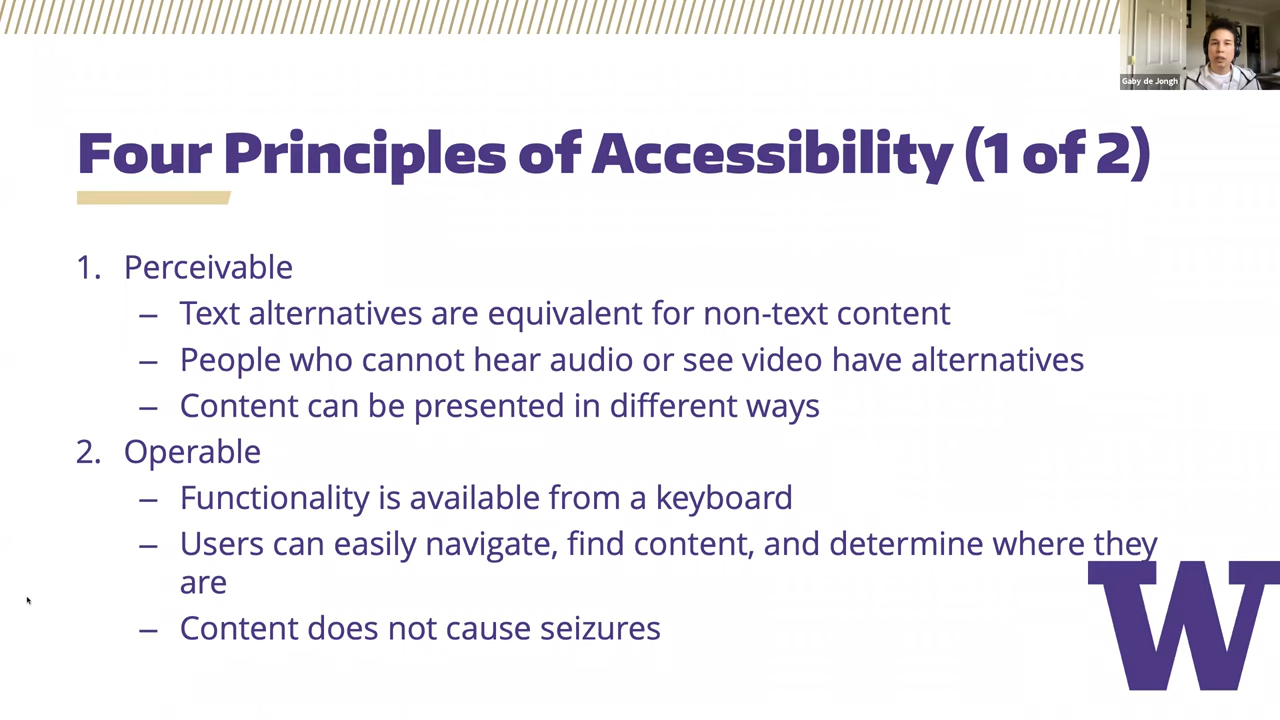 Gaby de Jongh
Four Principles of Accessibility (1 of 2)
1. Perceivable
– Text alternatives are equivalent for non-text content
– People who cannot hear audio or see video have alternatives
– Content can be presented in different ways
2. Operable
– Functionality is available from a keyboard
– Users can easily navigate, find content, and determine where they
are
– Content does not cause seizures
W